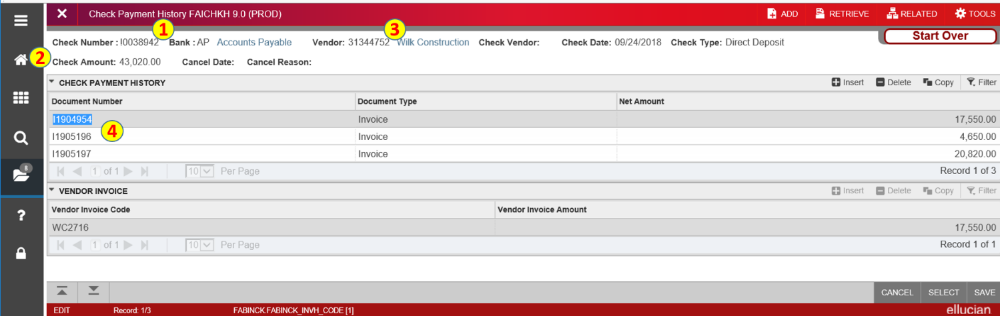 Check Payment History FAICHKH 9.0 (PROD) ADD RETRIEVE RELATED TOOLS
1 3
Start Over
Check Number : I0038942 Bank : AP Accounts Payable Vendor: 31344752 Wilk Construction Check Vendor: Check Date: 09/24/2018 Check Type: Direct Deposit
2
Check Amount: 43,020.00 Cancel Date: Cancel Reason:
CHECK PAYMENT HISTORY Insert Delete Copy Filter
Document Number Document Type Net Amount
I1904954 Invoice 17,550.00
4
I1905196 Invoice 4,650.00
I1905197 Invoice 20,820.00
8
1 of 1 10 Per Page Record 1 of 3
VENDOR INVOICE Insert Delete Copy Filter
Vendor Invoice Code Vendor Invoice Amount
?
WC2716 17,550.00
1 of 1 10 Per Page Record 1 of 1
CANCEL SELECT SAVE
EDIT Record: 1/3 FABINCK.FABINCK_INVH_CODE [1] ellucian